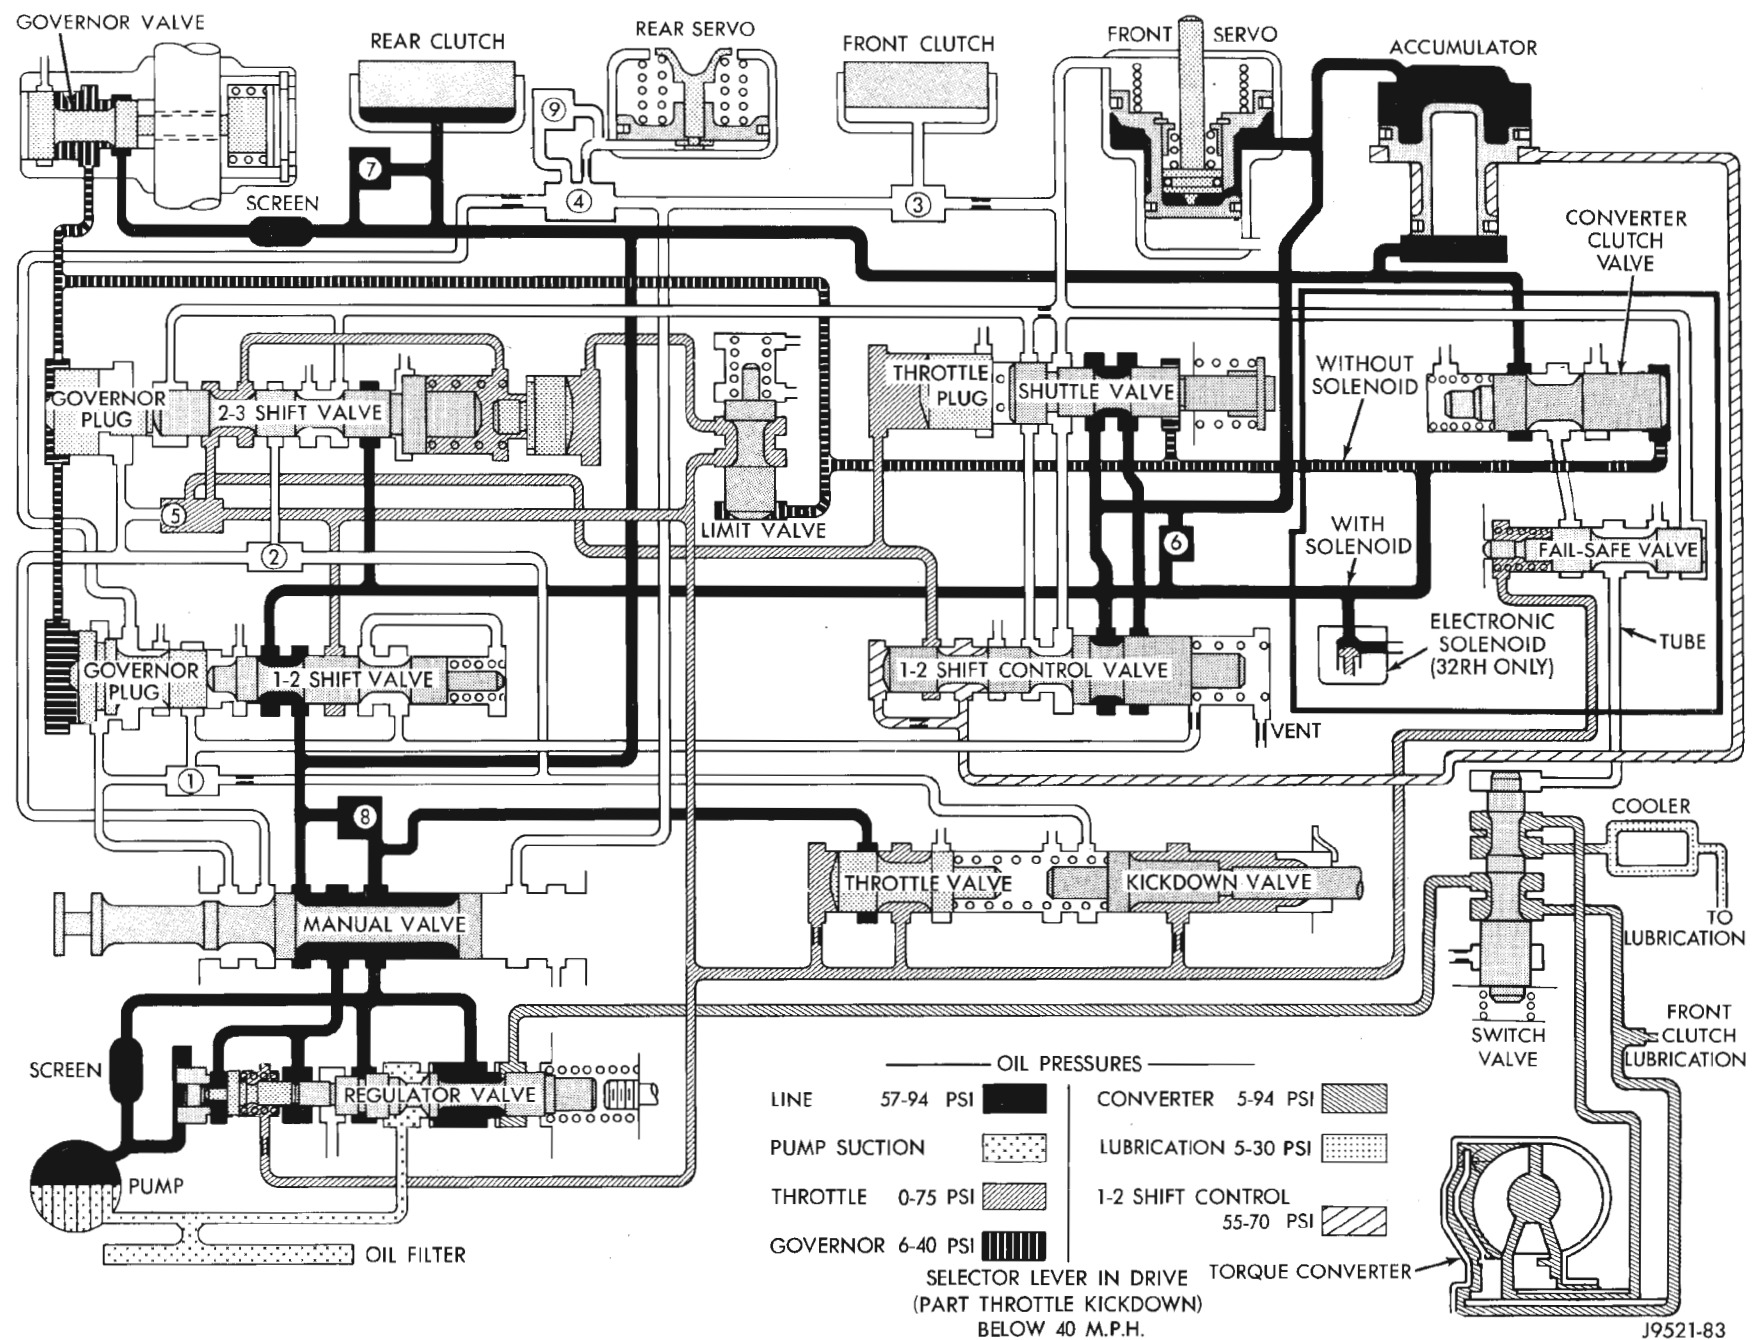 GOVERNOR VALVE
REAR CLUTCH
REAR SERVO
FRONT CLUTCH
FRONT SERVO
ACCUMULATOR
9
7
4
3
SCREEN
CONVERTER
CLUTCH
VALVE
GOVERNOR
PLUG
2-3 SHIFT VALVE
THROTTLE
PLUG
SHUTTLE VALVE
WITHOUT
SOLENOID
5
LIMIT VALVE
2
6
WITH
SOLENOID
FAIL-SAFE VALVE
GOVERNOR
PLUG
1-2 SHIFT VALVE
1-2 SHIFT CONTROL VALVE
ELECTRONIC
SOLENOID
(32RH ONLY)
TUBE
VENT
1
8
COOLER
THROTTLE VALVE
KICKDOWN VALVE
MANUAL VALVE
TO
LUBRICATION
SCREEN
REGULATOR VALVE
SWITCH
VALVE
FRONT
CLUTCH
LUBRICATION
PUMP
OIL FILTER
OIL PRESSURES
LINE 57-94 PSI
PUMP SUCTION
THROTTLE 0-75 PSI
GOVERNOR 6-40 PSI
CONVERTER 5-94 PSI
LUBRICATION 5-30 PSI
1-2 SHIFT CONTROL
55-70 PSI
SELECTOR LEVER IN DRIVE
(PART THROTTLE KICKDOWN)
BELOW 40 M.P.H.
TORQUE CONVERTER
J9521-83